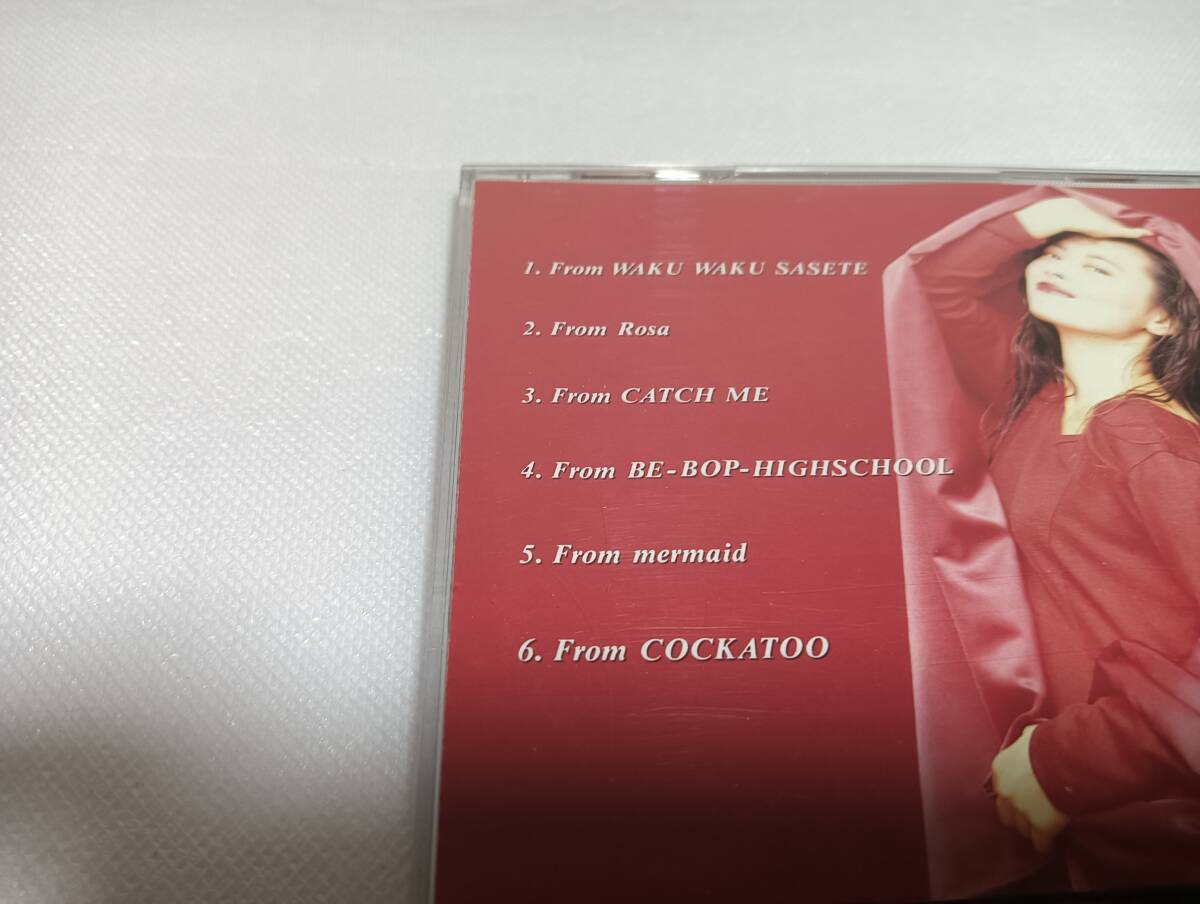 1. From WAKU WAKU SASETE
2. From Rosa
3. From CATCH ME
4. From BE-BOP-HIGHSCHOOL
5. From mermaid
6. From COCKATOO